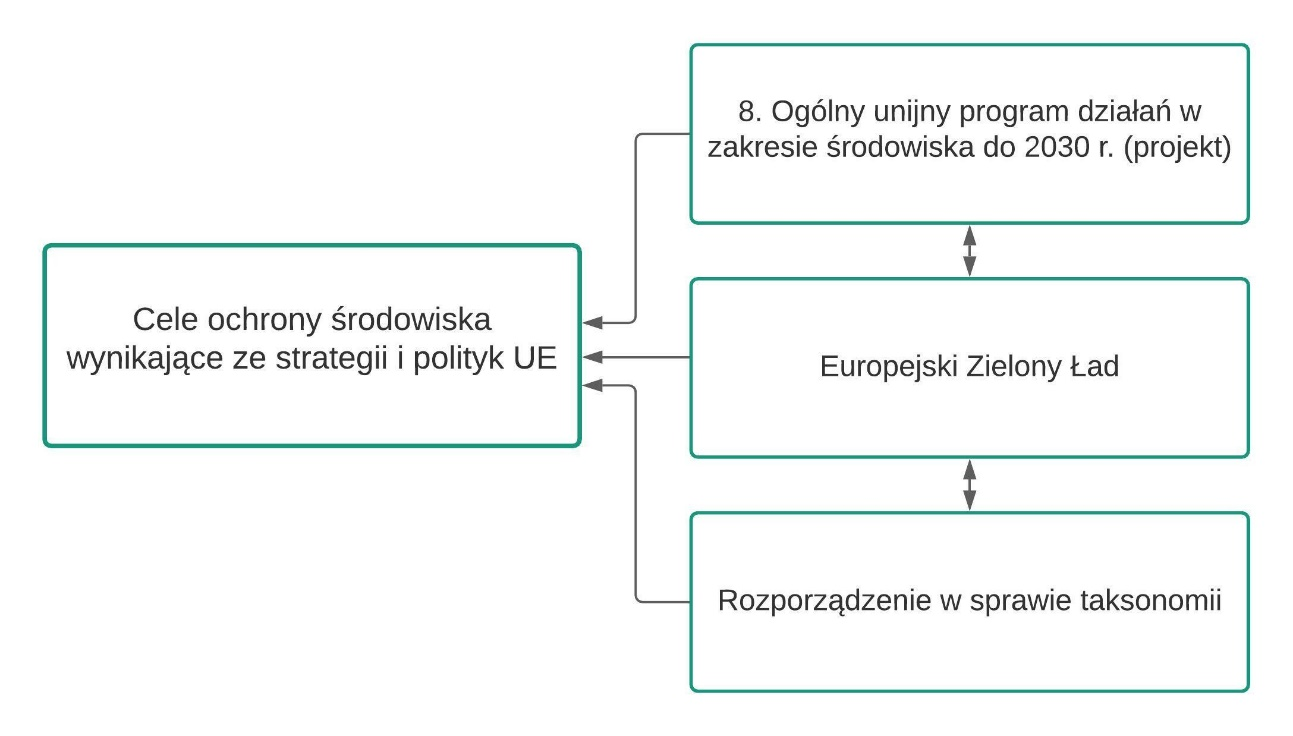 8. Ogólny unijny program działań w
zakresie środowiska do 2030 r. (projekt)
Cele ochrony środowiska
wynikające ze strategii i polityk UE
Europejski Zielony Ład
Rozporządzenie w sprawie taksonomii